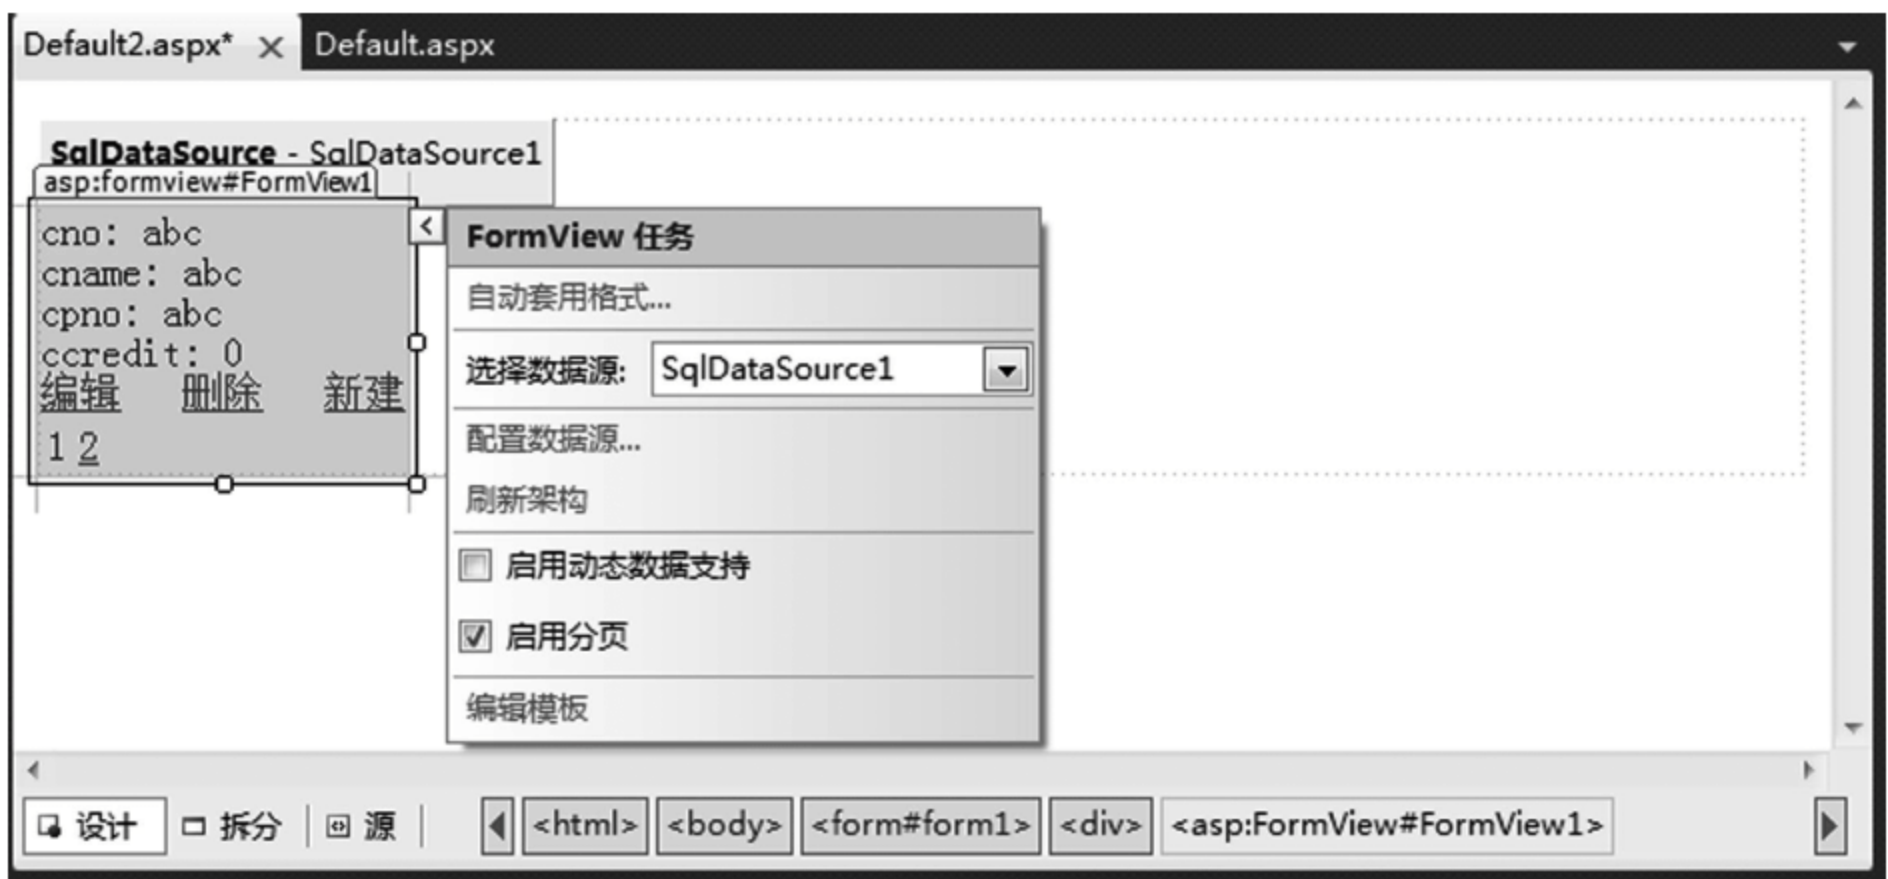 Default2.aspx* × Default.aspx
SqlDataSource - SqlDataSource1
asp:formview#FormView1
cno: abc
cname: abc
cpno: abc
ccredit: 0
编辑 删除 新建
1 2
FormView 任务
自动套用格式...
选择数据源: SqlDataSource1
配置数据源...
刷新架构
启用动态数据支持
启用分页
编辑模板
设计 拆分 源 <html> <body> <form#form1> <div> <asp:FormView#FormView1>